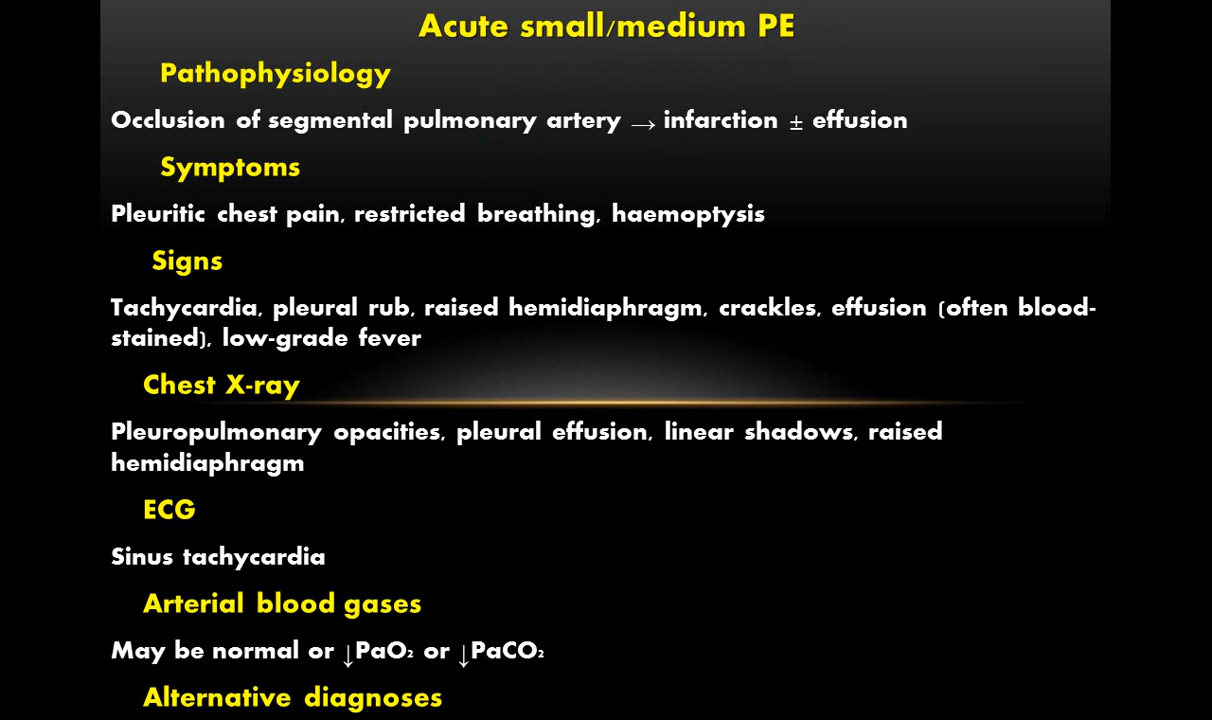 Acute small/medium PE
Pathophysiology
Occlusion of segmental pulmonary artery → infarction ± effusion
Symptoms
Pleuritic chest pain, restricted breathing, haemoptysis
Signs
Tachycardia, pleural rub, raised hemidiaphragm, crackles, effusion (often blood-
stained), low-grade fever
Chest X-ray
Pleuropulmonary opacities, pleural effusion, linear shadows, raised
hemidiaphragm
ECG
Sinus tachycardia
Arterial blood gases
May be normal or ↓PaO₂ or ↓PaCO₂
Alternative diagnoses